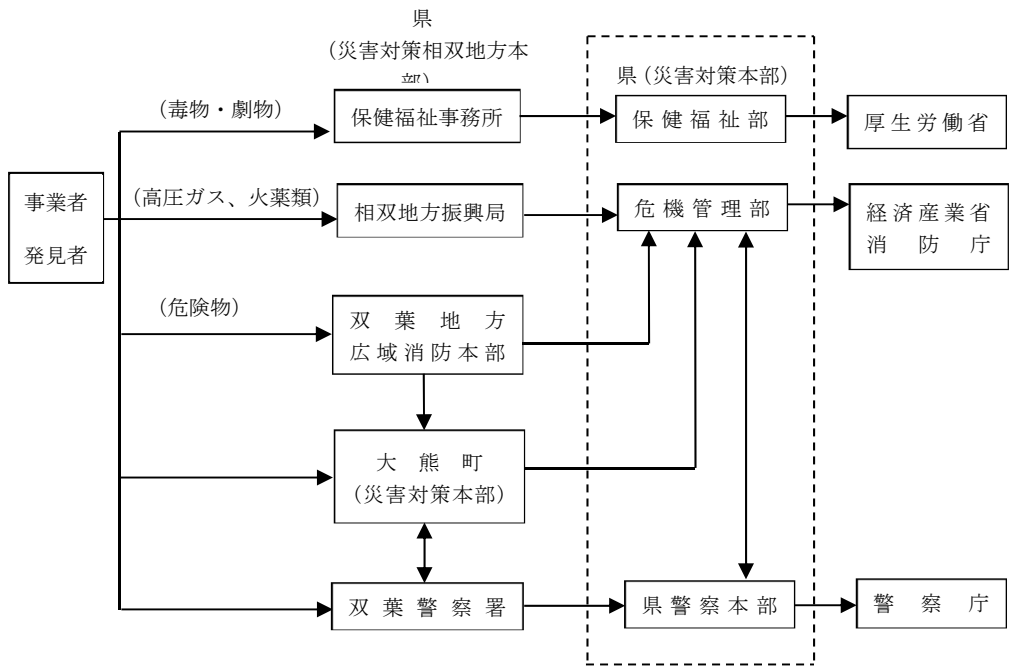 県
（災害対策相双地方本
部）
県（災害対策本部）
（毒物・劇物）
保健福祉事務所
保健福祉部
厚生労働省
事業者
発見者
（高圧ガス、火薬類）
相双地方振興局
危機管理部
経済産業省
消防庁
（危険物）
双葉地方
広域消防本部
大熊町
（災害対策本部）
双葉警察署
県警察本部
警察庁